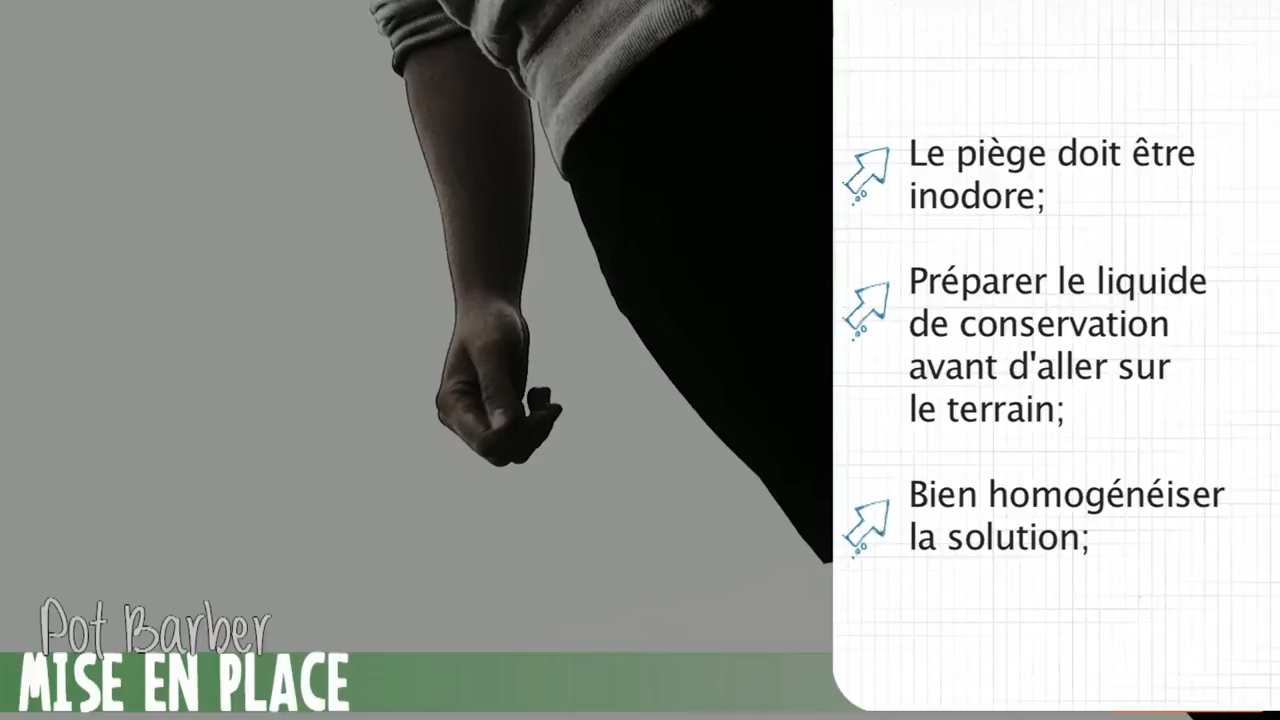 Le piège doit être
inodore;
Préparer le liquide
de conservation
avant d'aller sur
le terrain;
Bien homogénéiser
la solution;
Pot Barber
MISE EN PLACE